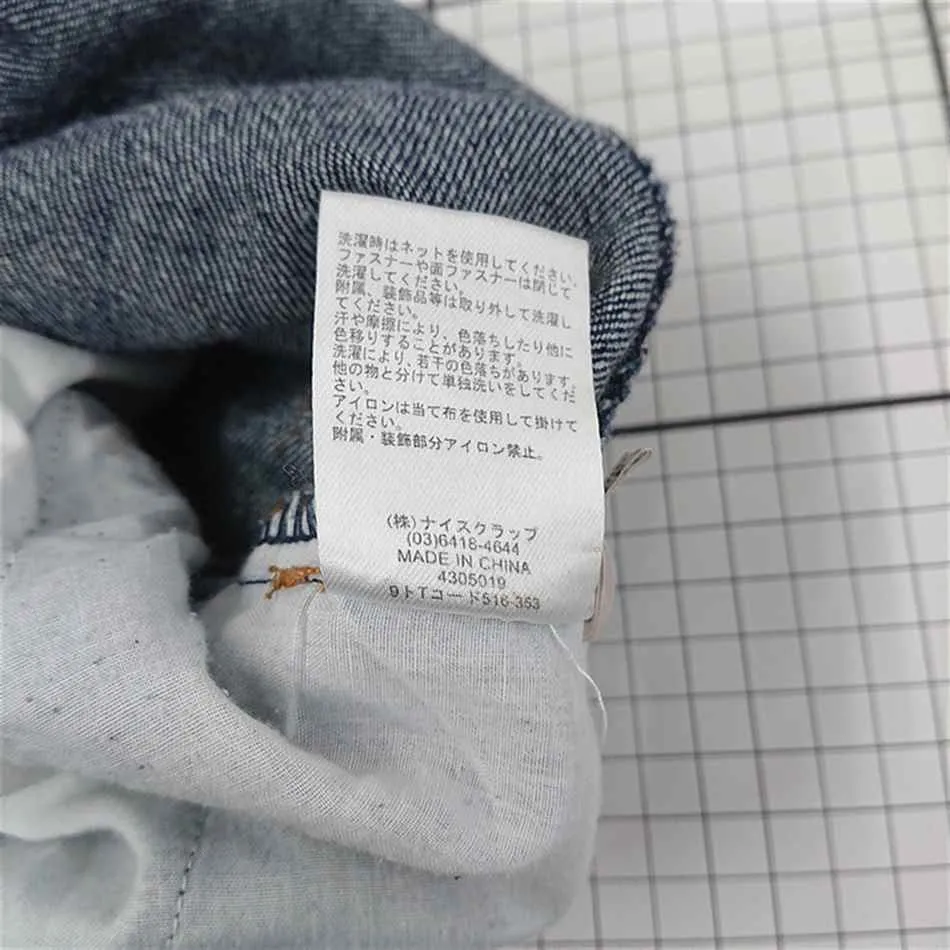 洗濯時はネットを使用してください。
ファスナーや面ファスナーは閉じて
洗濯してください。
附属、装飾品等は取り外して洗濯し
てください。
汗や摩擦により、色落ちしたり他に
色移りすることがあります。
洗濯により、若干の色落ちがあります。
他の物と分けて単独洗いをしてくだ
さい。
アイロンは当て布を使用して掛けて
ください。
附属・装飾部分アイロン禁止。
(株)ナイスクラップ
(03)6418-4644
MADE IN CHINA
4305019
9トTコード516-353